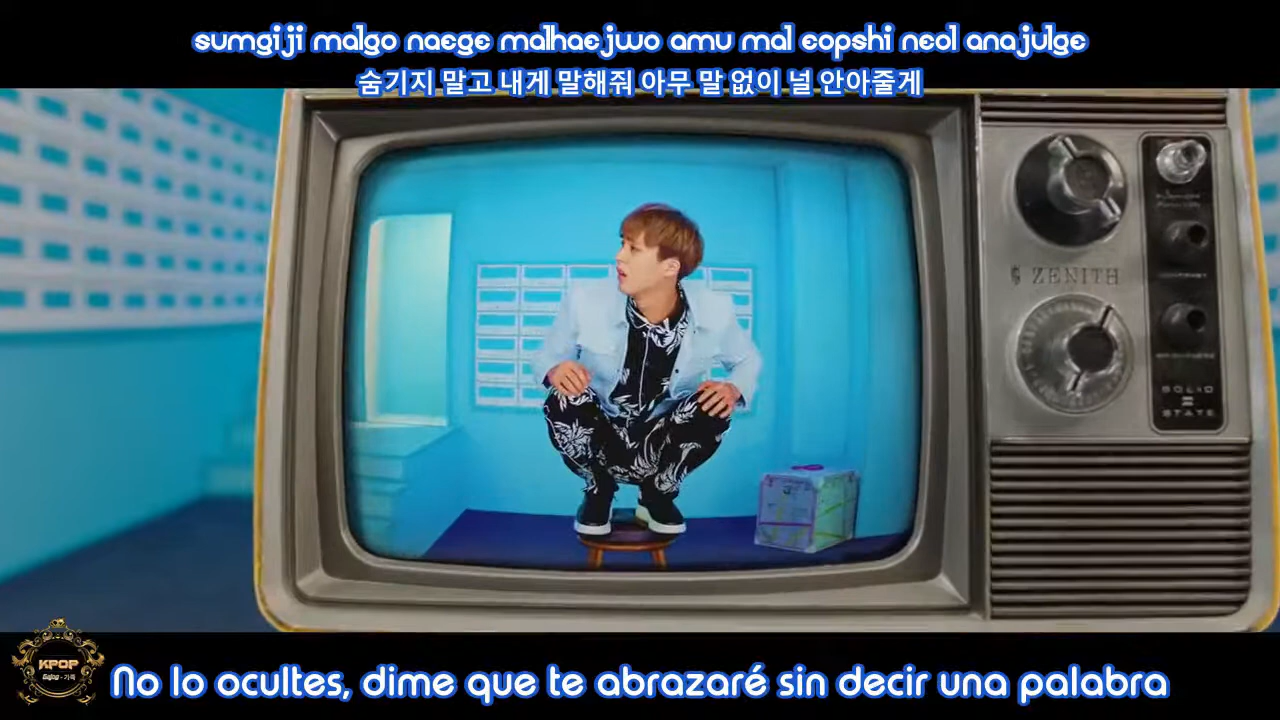 sumgiji malgo naege malhaejwo amu mal eopshi neol anajulge
숨기지 말고 내게 말해줘 아무 말 없이 널 안아줄게
ZENITH
SOLID
STATE
KPOP
No lo ocultes, dime que te abrazaré sin decir una palabra